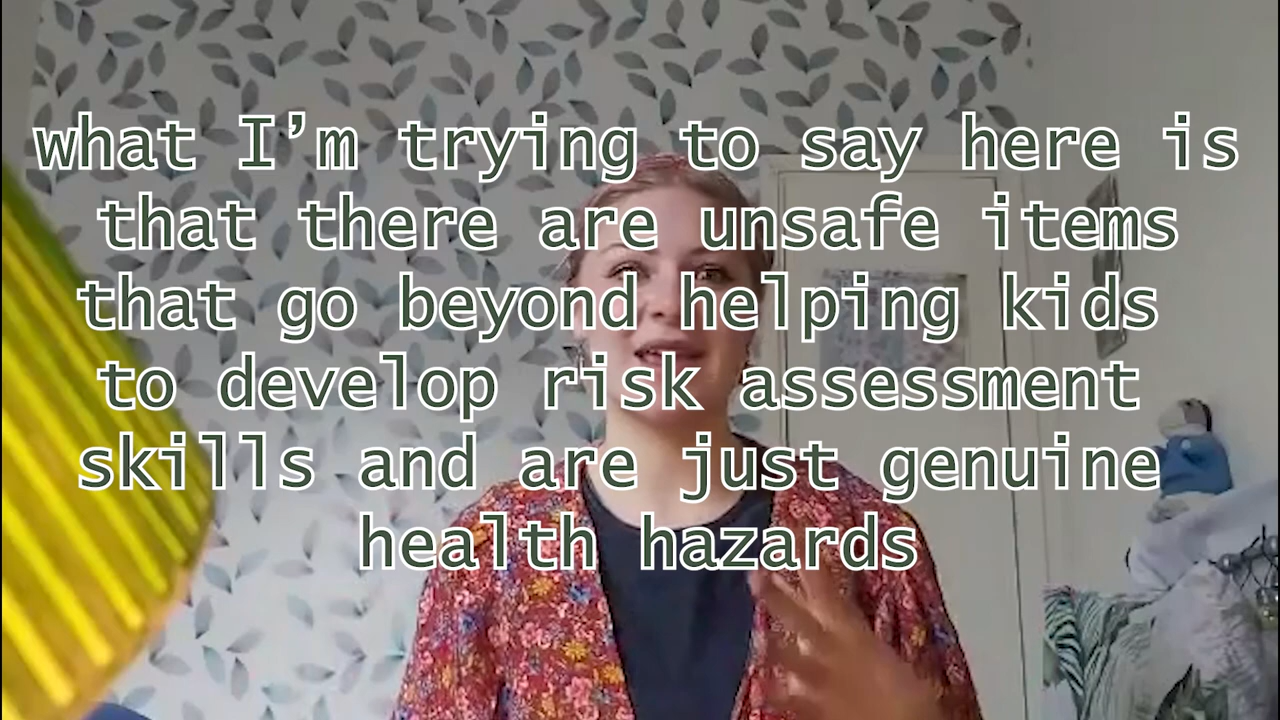 what I’m trying to say here is
that there are unsafe items
that go beyond helping kids
to develop risk assessment
skills and are just genuine
health hazards